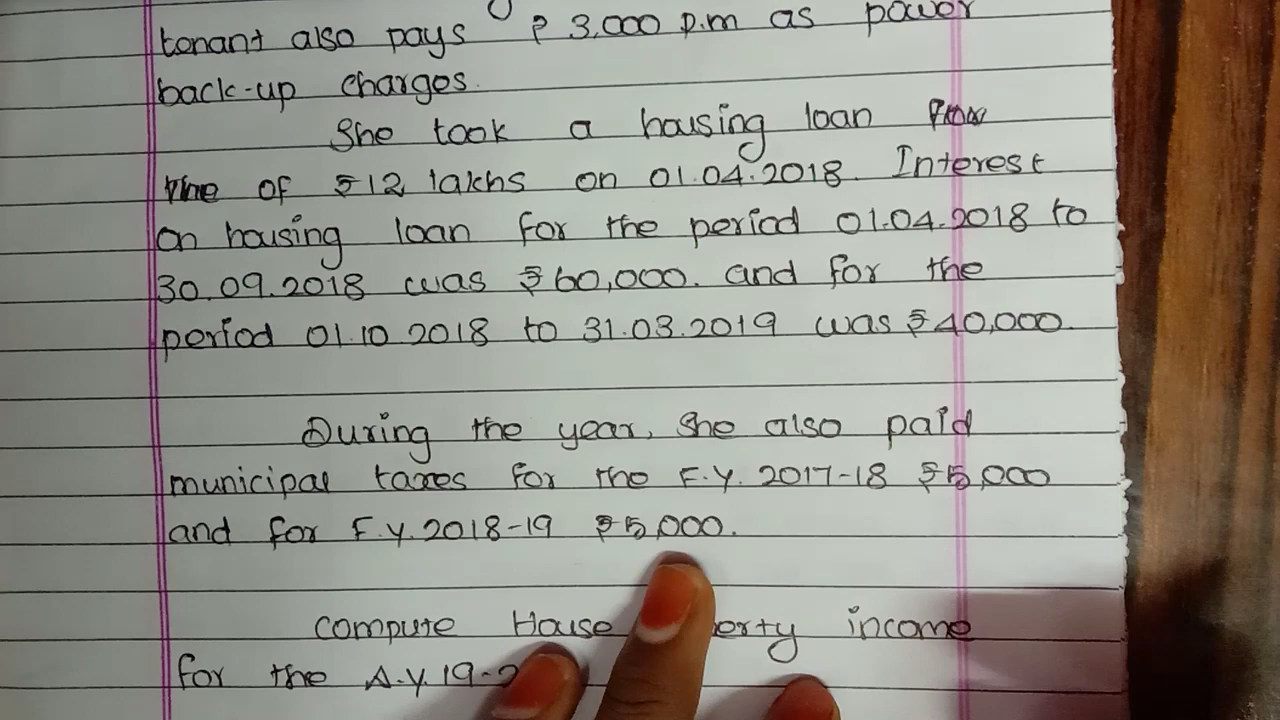 tenant also pays ₹ 3,000 p.m as power
back-up charges.
She took a housing loan
of ₹12 lakhs on 01.04.2018. Interest
on housing loan for the period 01.04.2018 to
30.09.2018 was ₹60,000. and for the
period 01.10 2018 to 31.03.2019 was ₹40,000.
During the year, She also paid
municipal taxes for the F.Y. 2017-18 ₹5,000
and for F.y. 2018-19 ₹5,000.
compute House erty income
for the A.y 19-2